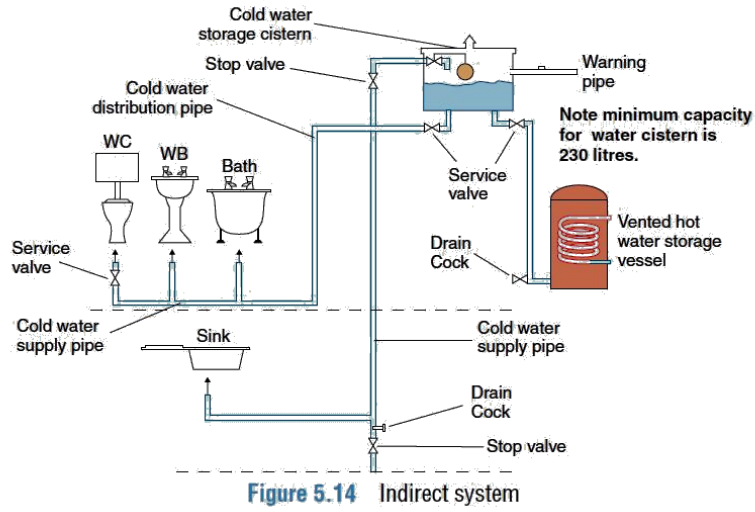 Cold water
storage cistern
Stop valve
Warning
pipe
Cold water
distribution pipe
Note minimum capacity
for water cistern is
230 litres.
WC
WB
Bath
Service
valve
Service
valve
Drain
Cock
Vented hot
water storage
vessel
Cold water
supply pipe
Sink
Cold water
supply pipe
Drain
Cock
Stop valve
Figure 5.14 Indirect system